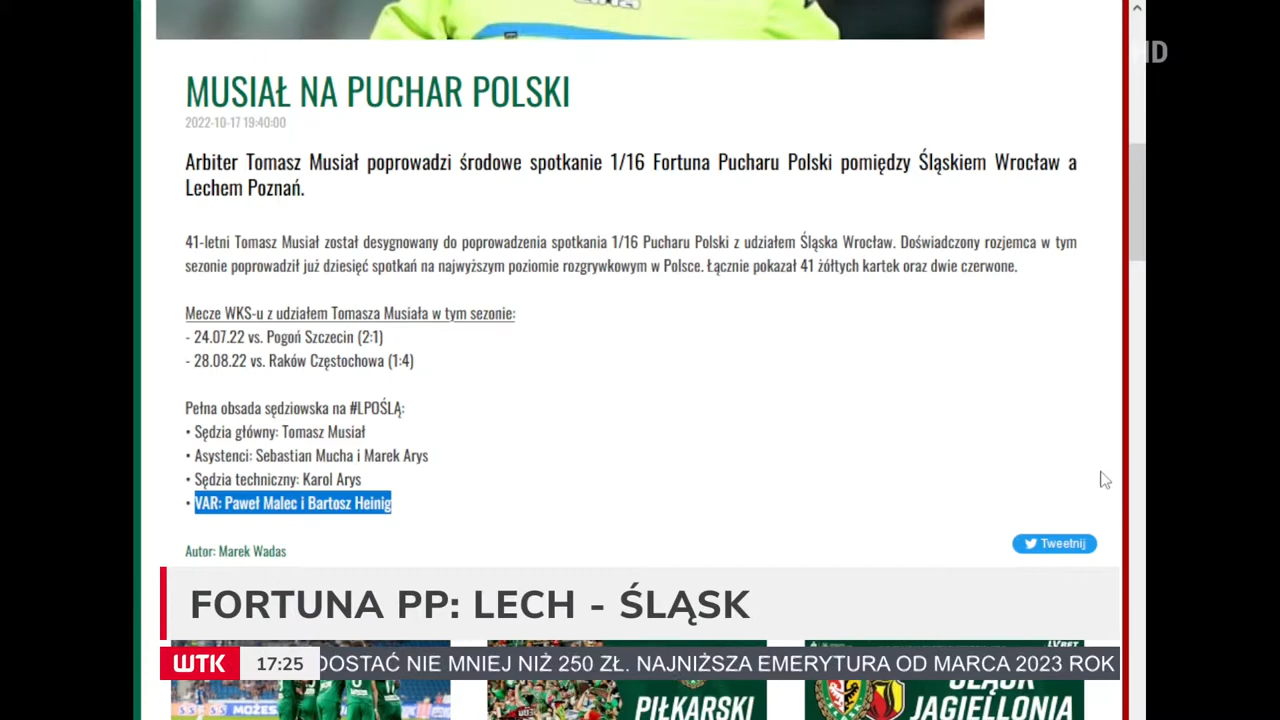 HD
MUSIAŁ NA PUCHAR POLSKI
2022-10-17 19:40:00
Arbiter Tomasz Musiał poprowadzi środowe spotkanie 1/16 Fortuna Pucharu Polski pomiędzy Śląskiem Wrocław a
Lechem Poznań.
41-letni Tomasz Musiał został desygnowany do poprowadzenia spotkania 1/16 Pucharu Polski z udziałem Śląska Wrocław. Doświadczony rozjemca w tym
sezonie poprowadził już dziesięć spotkań na najwyższym poziomie rozgrywkowym w Polsce. Łącznie pokazał 41 żółtych kartek oraz dwie czerwone.
Mecze WKS-u z udziałem Tomasza Musiała w tym sezonie:
- 24.07.22 vs. Pogoń Szczecin (2:1)
- 28.08.22 vs. Raków Częstochowa (1:4)
Pełna obsada sędziowska na #LPOŚLĄ:
• Sędzia główny: Tomasz Musiał
• Asystenci: Sebastian Mucha i Marek Arys
• Sędzia techniczny: Karol Arys
• VAR: Paweł Malec i Bartosz Heinig
Autor: Marek Wadas
Tweetnij
FORTUNA PP: LECH - ŚLĄSK
WTK 17:25 DOSTAĆ NIE MNIEJ NIŻ 250 ZŁ. NAJNIŻSZA EMERYTURA OD MARCA 2023 ROK
MOŻES
PIŁKARSKI
ŚLĄSK
JAGIELLONIA